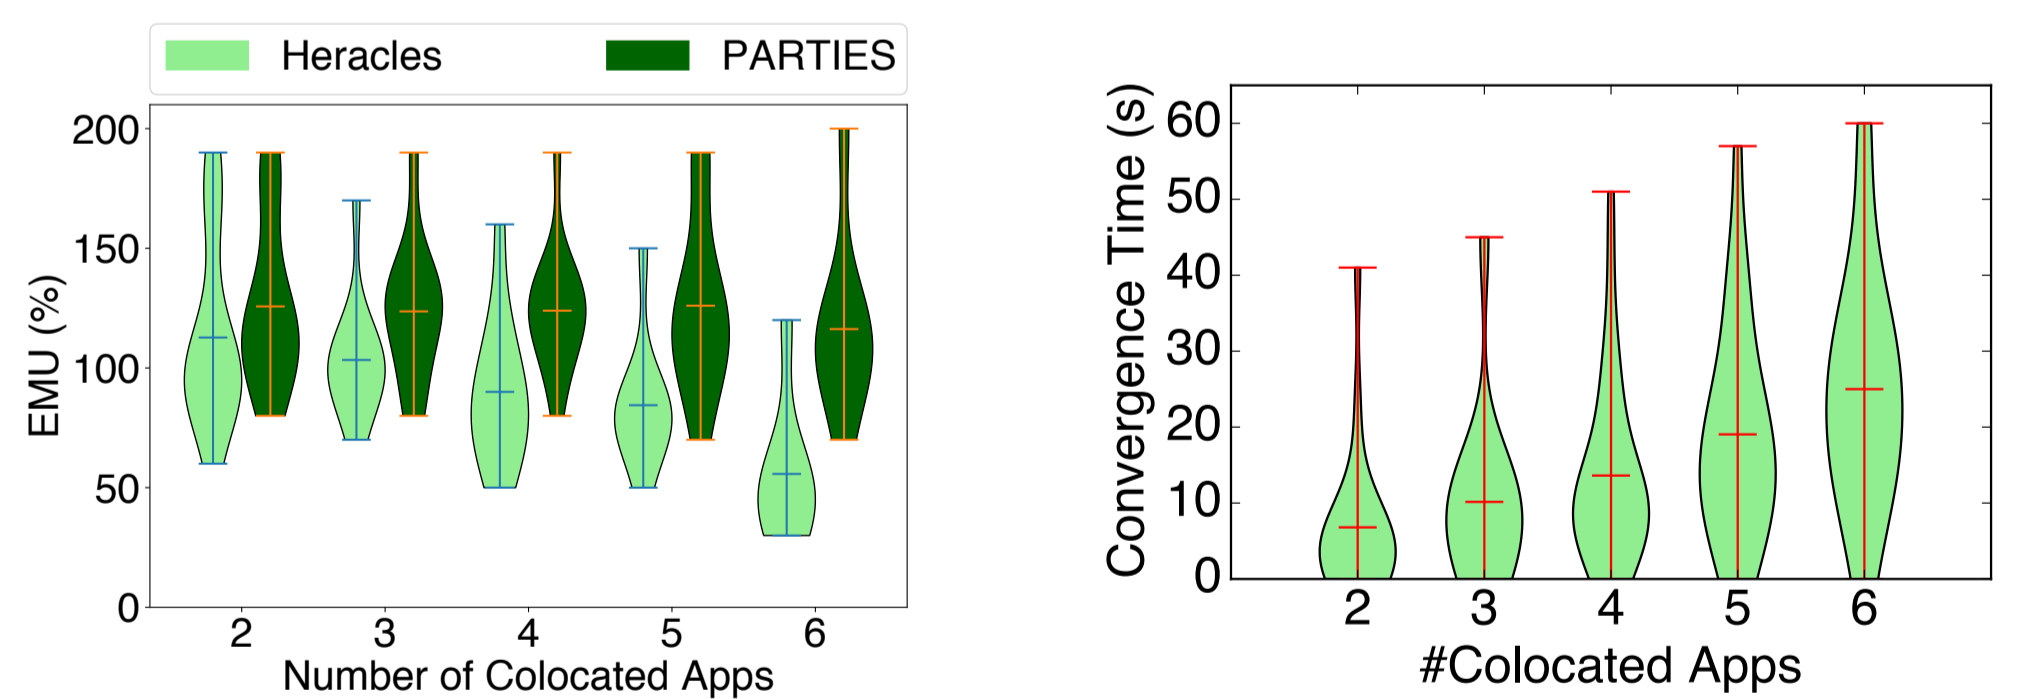 Heracles PARTIES
EMU (%)
200
150
100
50
0
2 3 4 5 6
Number of Colocated Apps
Convergence Time (s)
60
50
40
30
20
10
0
2 3 4 5 6
#Colocated Apps